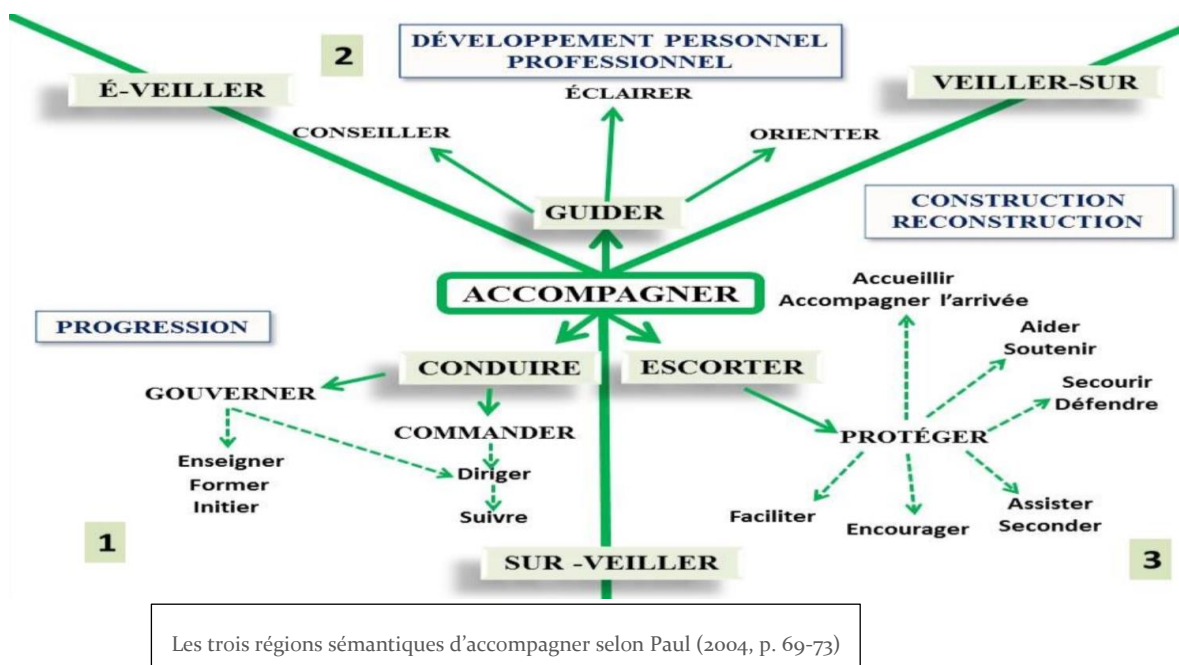 2
DÉVELOPPEMENT PERSONNEL
PROFESSIONNEL
É-VEILLER
VEILLER-SUR
ÉCLAIRER
CONSEILLER
ORIENTER
GUIDER
CONSTRUCTION
RECONSTRUCTION
ACCOMPAGNER
Accueillir
Accompagner l’arrivée
PROGRESSION
Aider
Soutenir
CONDUIRE
ESCORTER
GOUVERNER
Secourir
Défendre
COMMANDER
PROTÉGER
Enseigner
Former
Initier
Diriger
Suivre
Faciliter
Encourager
Assister
Seconder
1
SUR -VEILLER
3
Les trois régions sémantiques d’accompagner selon Paul (2004, p. 69-73)